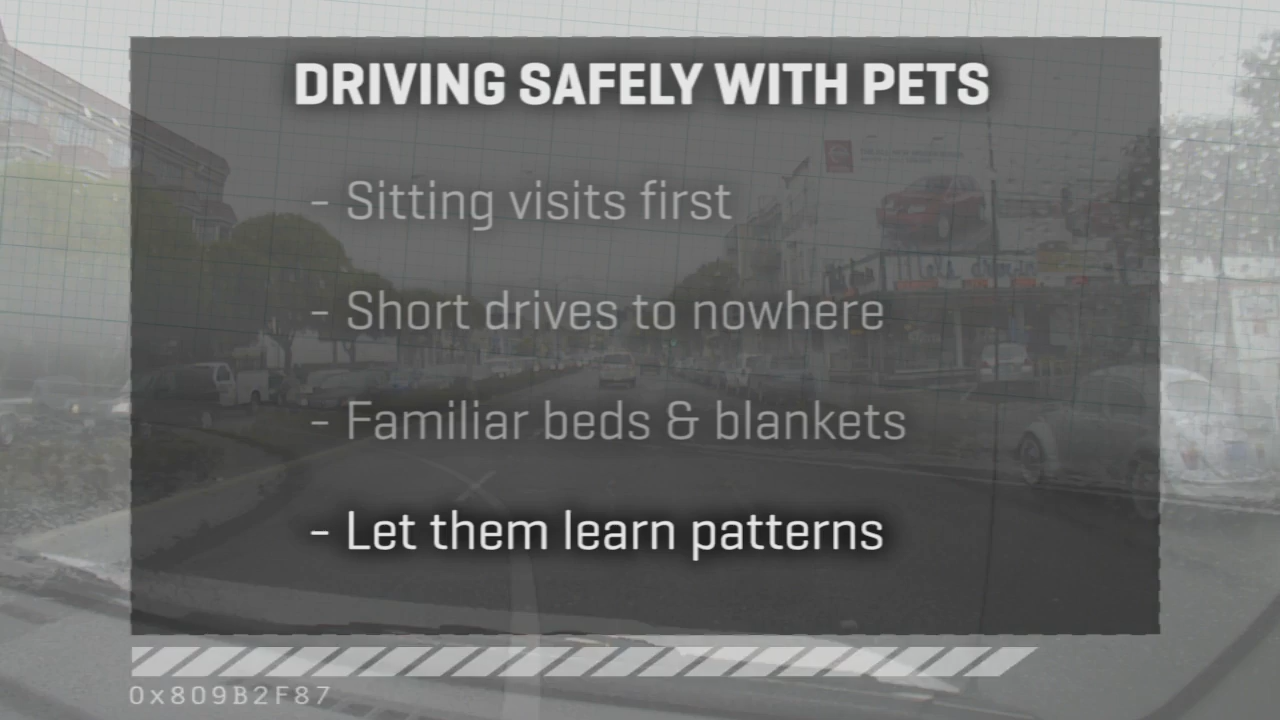 DRIVING SAFELY WITH PETS
- Sitting visits first
- Short drives to nowhere
- Familiar beds & blankets
- Let them learn patterns
0x809B2F87